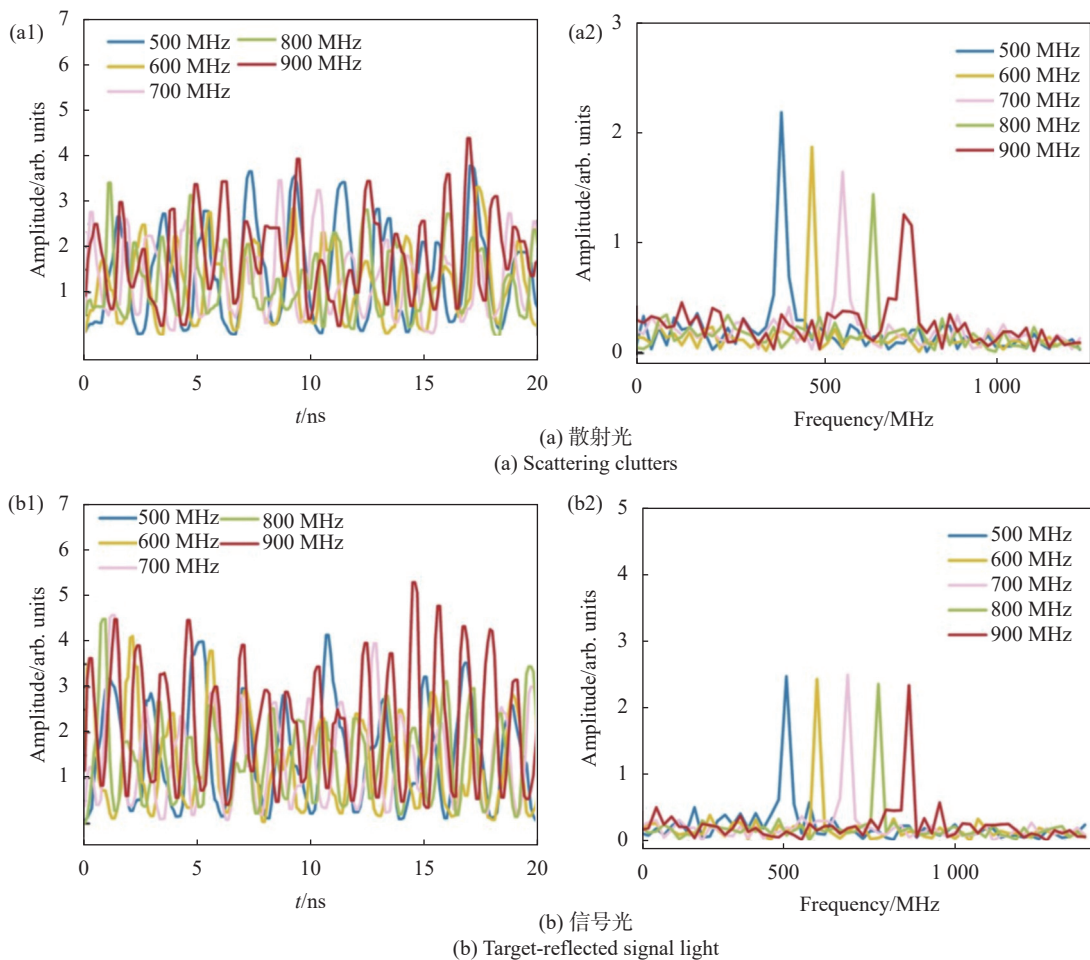 (a1)
7
6
5
4
3
2
1
Amplitude/arb. units
500 MHz
600 MHz
700 MHz
800 MHz
900 MHz
0 5 10 15 20
t/ns
(a2)
3
2
1
0
Amplitude/arb. units
500 MHz
600 MHz
700 MHz
800 MHz
900 MHz
0 500 1 000
Frequency/MHz
(a) 散射光
(a) Scattering clutters
(b1)
7
6
5
4
3
2
1
Amplitude/arb. units
500 MHz
600 MHz
700 MHz
800 MHz
900 MHz
0 5 10 15 20
t/ns
(b2)
5
4
3
2
1
0
Amplitude/arb. units
500 MHz
600 MHz
700 MHz
800 MHz
900 MHz
0 500 1 000
Frequency/MHz
(b) 信号光
(b) Target-reflected signal light